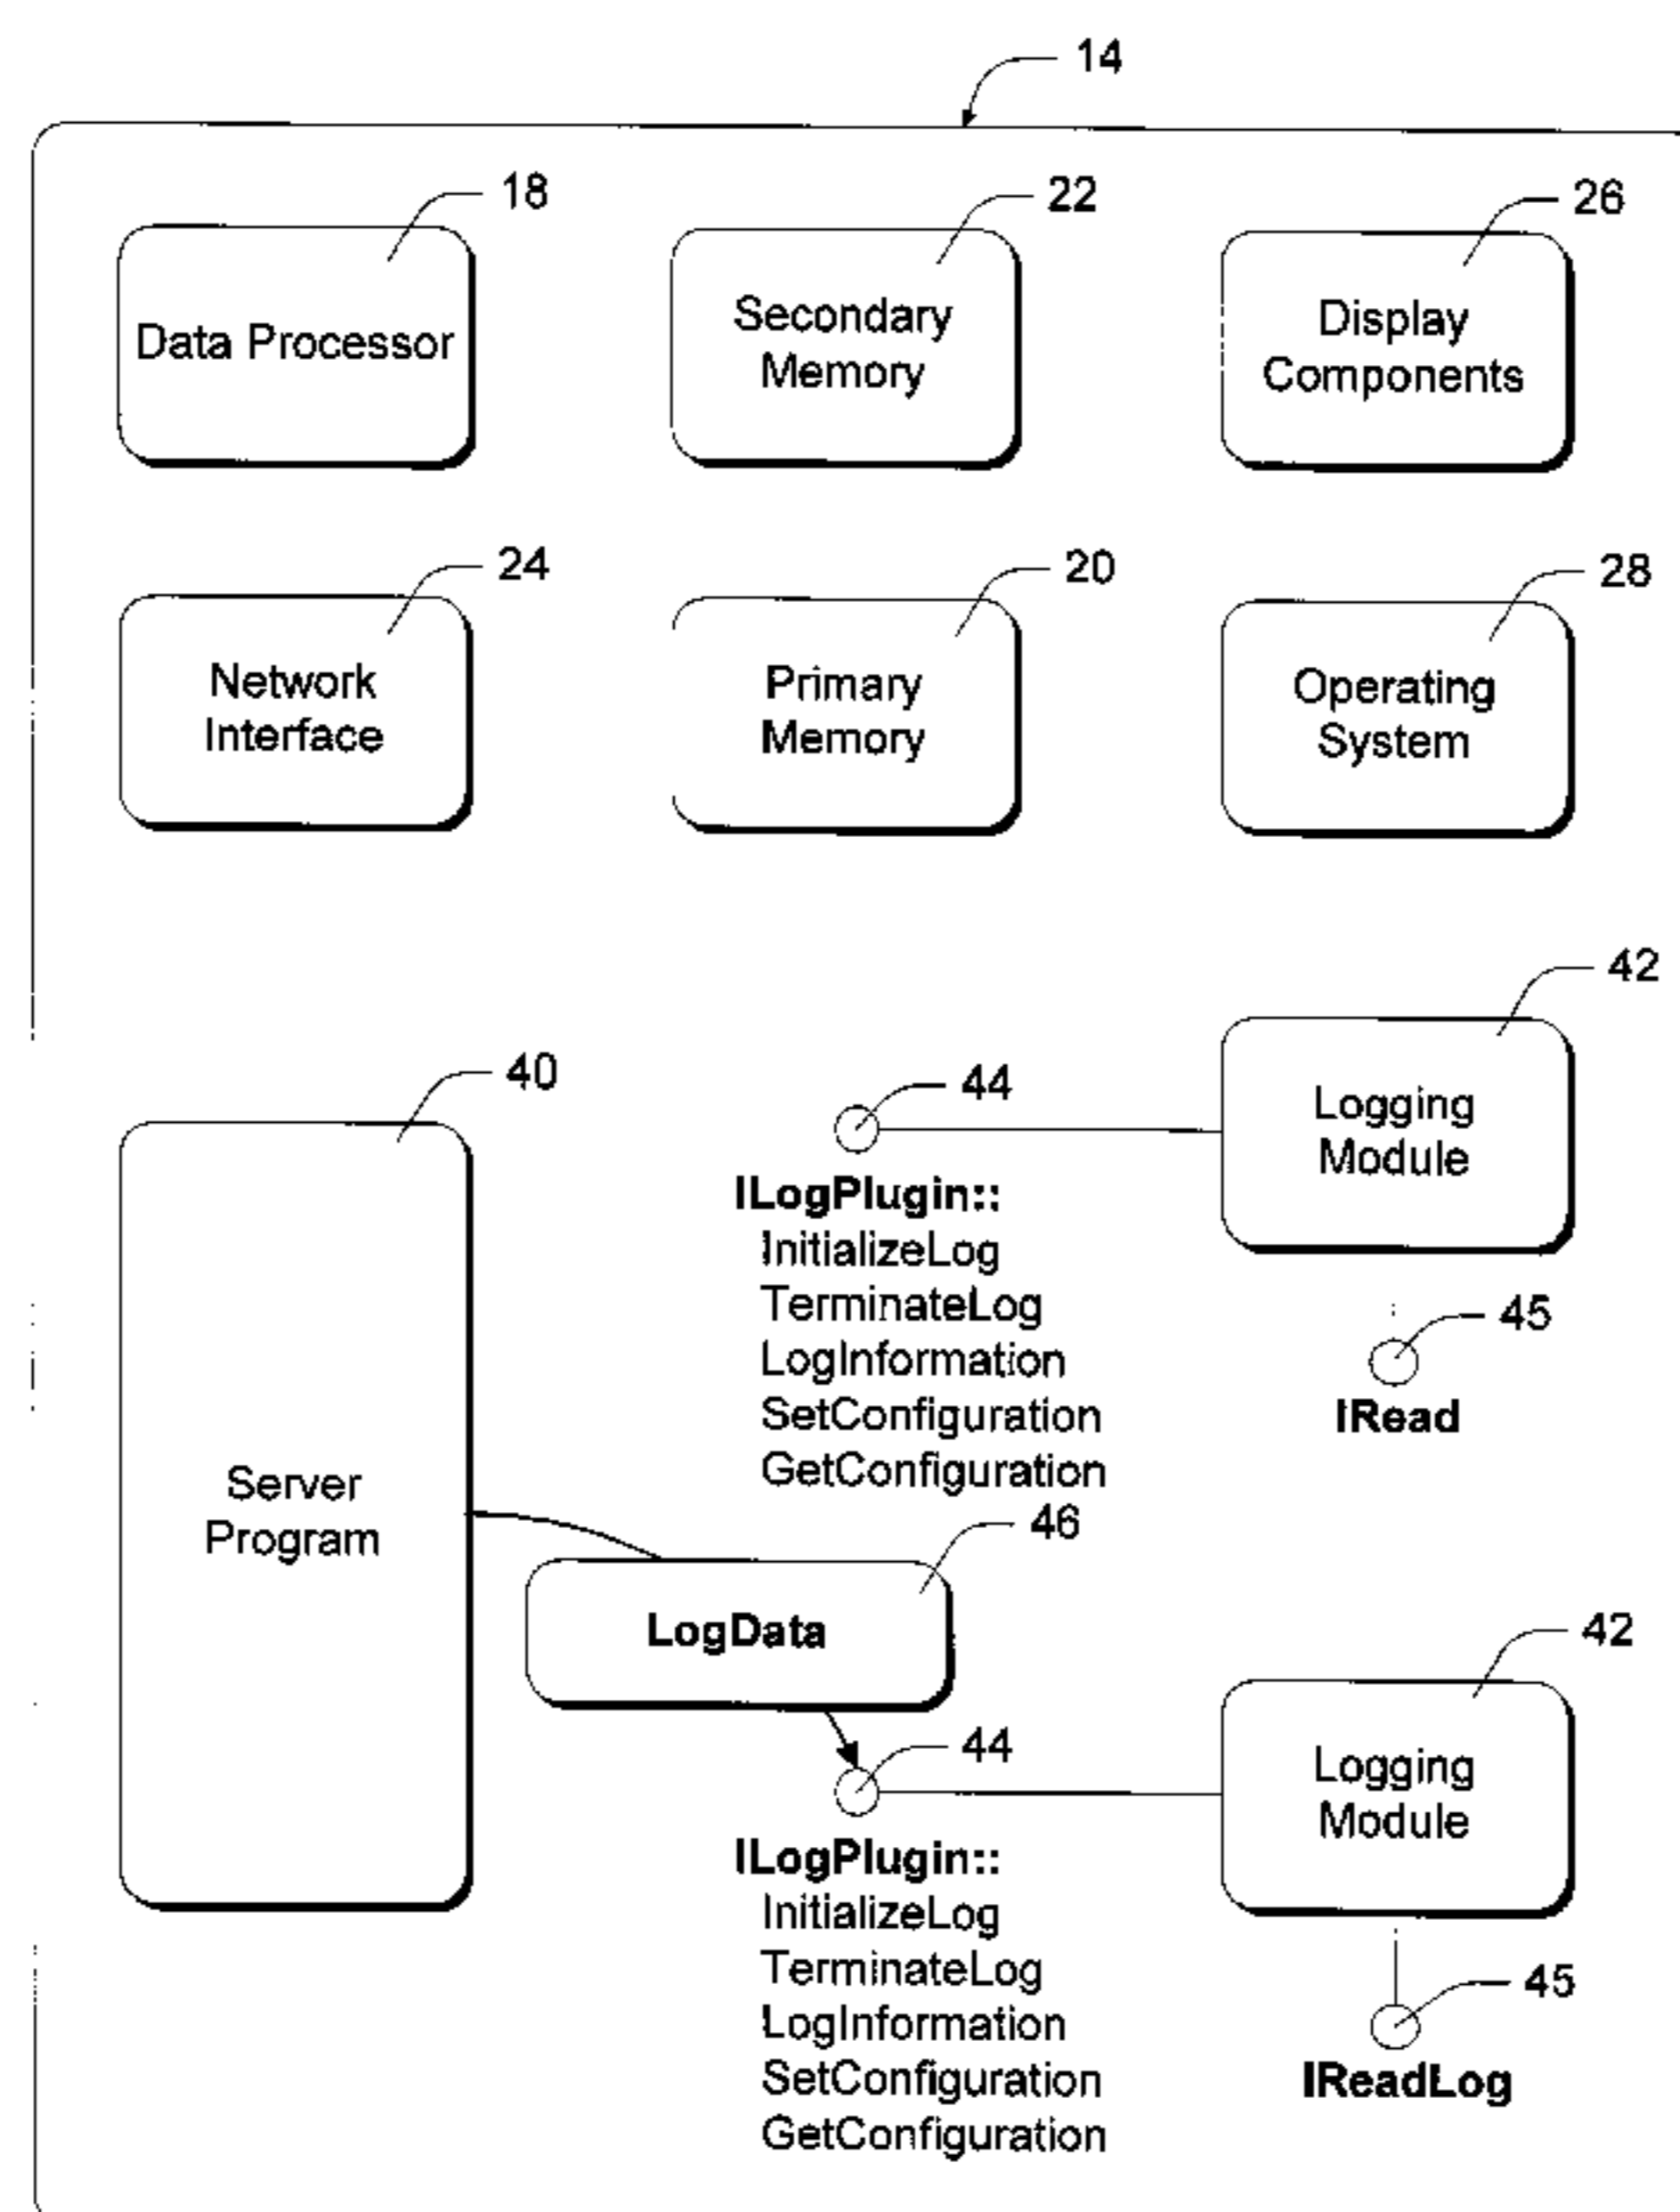 14
18
22
26
Data Processor
Secondary
Memory
Display
Components
24
20
28
Network
Interface
Primary
Memory
Operating
System
42
40
44
Logging
Module
ILogPlugin::
InitializeLog
TerminateLog
LogInformation
SetConfiguration
GetConfiguration
45
IRead
Server
Program
46
LogData
42
44
Logging
Module
ILogPlugin::
InitializeLog
TerminateLog
LogInformation
SetConfiguration
GetConfiguration
45
IReadLog